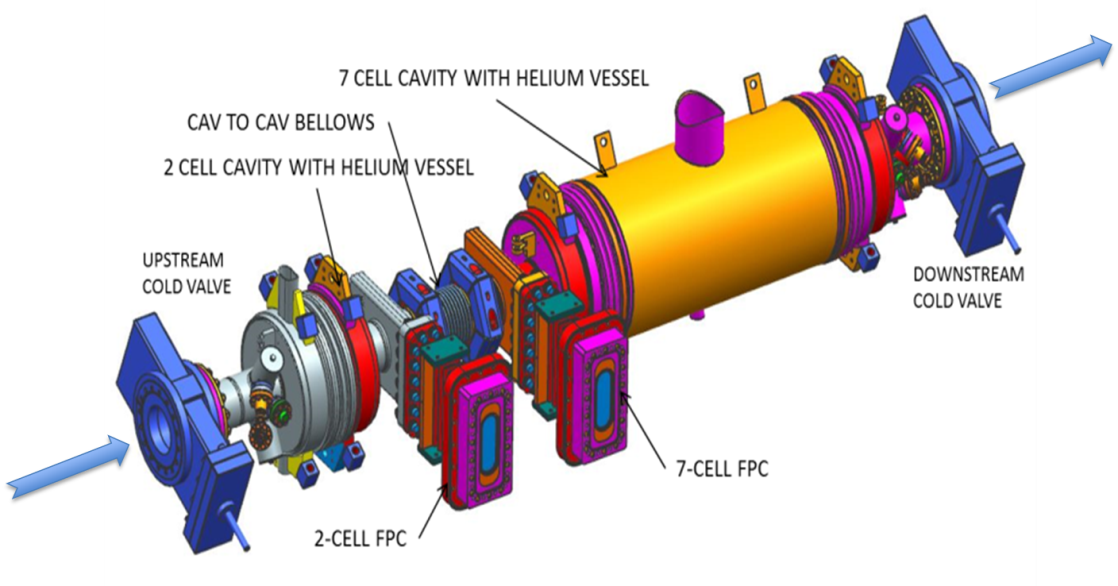 7 CELL CAVITY WITH HELIUM VESSEL
CAV TO CAV BELLOWS
2 CELL CAVITY WITH HELIUM VESSEL
UPSTREAM
COLD VALVE
DOWNSTREAM
COLD VALVE
7-CELL FPC
2-CELL FPC